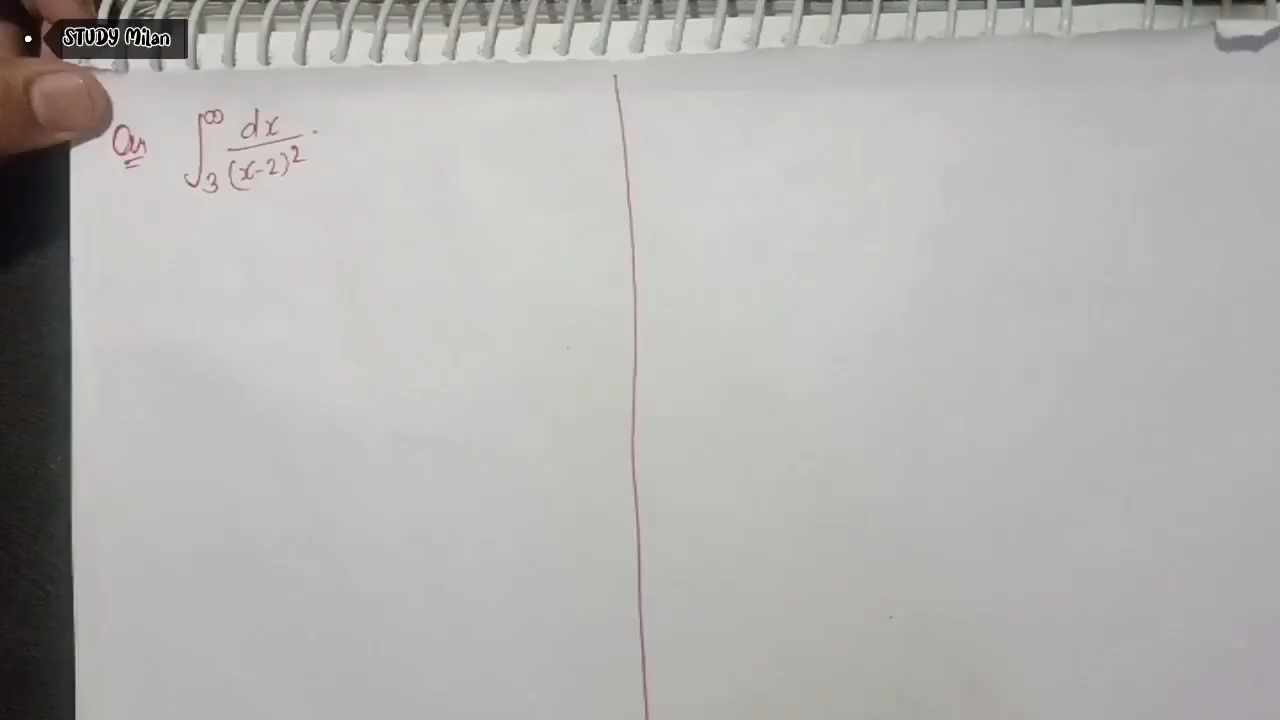 STUDY Milan
Qn ∫₃^∞ dx/(x-2)²